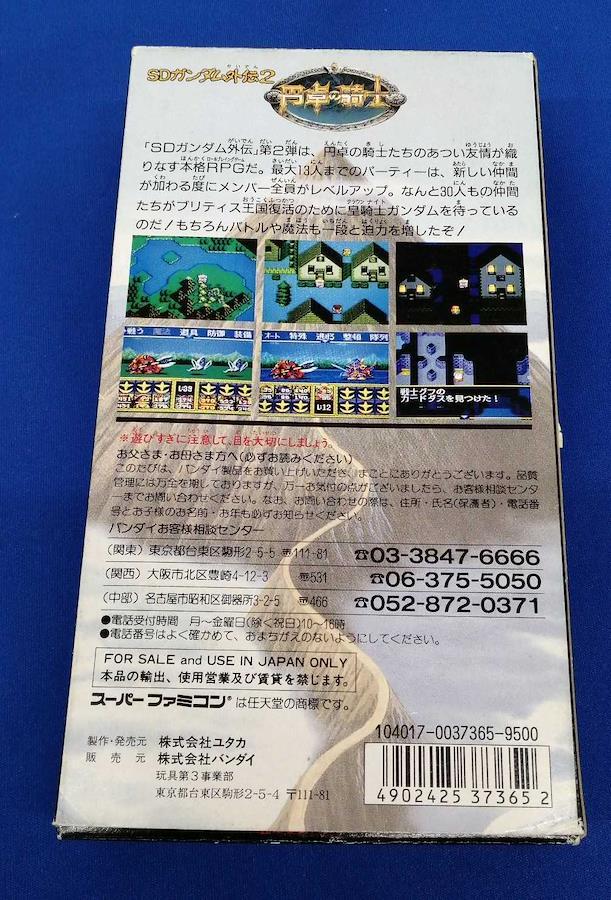 SDガンダム外伝2
円卓の騎士
「SDガンダム外伝」第2弾は、円卓の騎士たちのあつい友情が織
りなす本格RPGだ。最大13人までのパーティーは、新しい仲間
が加わる度にメンバー全員がレベルアップ。なんと30人もの仲間
たちがブリティス王国復活のために皇騎士ガンダムを待っている
のだ!もちろんバトルや魔法も一段と迫力を増したぞ!
戦う 魔法 道具 防御 装備
オート 特殊 逃げる 整頓 隊列
L39
L12
戦士グフの
カードダスを見つけた!
※遊びすぎに注意して、目を大切にしましょう。
お父さま・お母さま方へ(必ずお読みください)
このたびは、バンダイ製品をお買い上げいただきまことにありがとうございます。品質
管理には万全を期しておりますが、万一お気付の点がございましたら、お客様相談センタ
ーまでお問い合わせください。なお、お問い合わせの際は、住所・氏名(保護者)・電話番
号とお子様のお名前・お年も必ずお知らせください。
バンダイお客様相談センター
(関東)東京都台東区駒形2-5-5 〒111-81 ☎03-3847-6666
(関西)大阪市北区豊崎4-12-3 〒531 ☎06-375-5050
(中部)名古屋市昭和区御器所3-2-5 〒466 ☎052-872-0371
●電話受付時間 月〜金曜日(除く祝日)10〜16時
●電話番号はよく確かめて、おまちがえのないようにしてください。
FOR SALE and USE IN JAPAN ONLY
本品の輸出、使用営業及び賃貸を禁じます。
スーパーファミコン®は任天堂の商標です。
104017-0037365-9500
製作・発売元 株式会社ユタカ
販売元 株式会社バンダイ
玩具第3事業部
東京都台東区駒形2-5-4 〒111-81
4902425373652